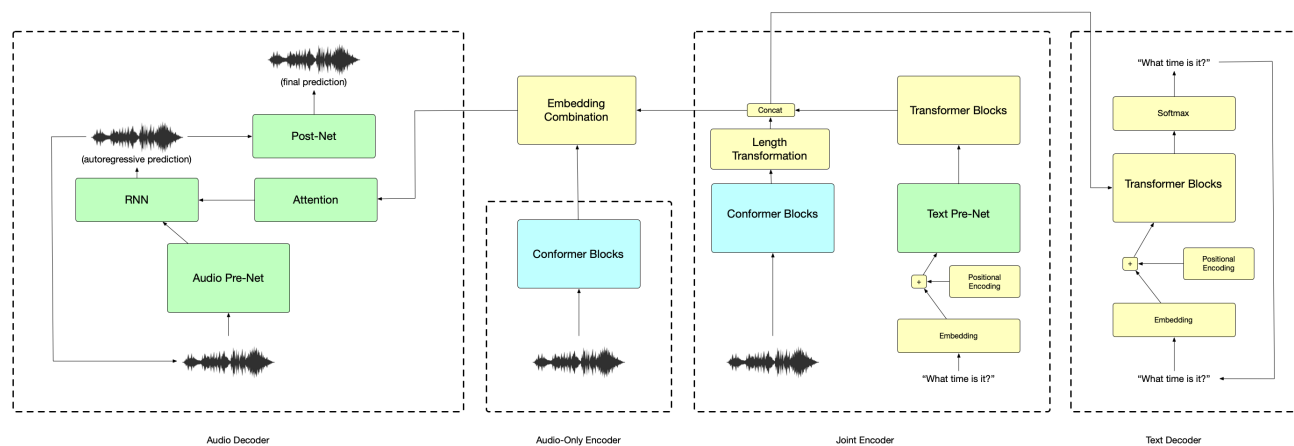 (final prediction)
Post-Net
(autoregressive prediction)
RNN
Attention
Audio Pre-Net
Audio Decoder
Embedding
Combination
Conformer Blocks
Audio-Only Encoder
Concat
Length
Transformation
Conformer Blocks
Transformer Blocks
Text Pre-Net
+
Positional
Encoding
Embedding
“What time is it?”
Joint Encoder
“What time is it?”
Softmax
Transformer Blocks
+
Positional
Encoding
Embedding
“What time is it?”
Text Decoder